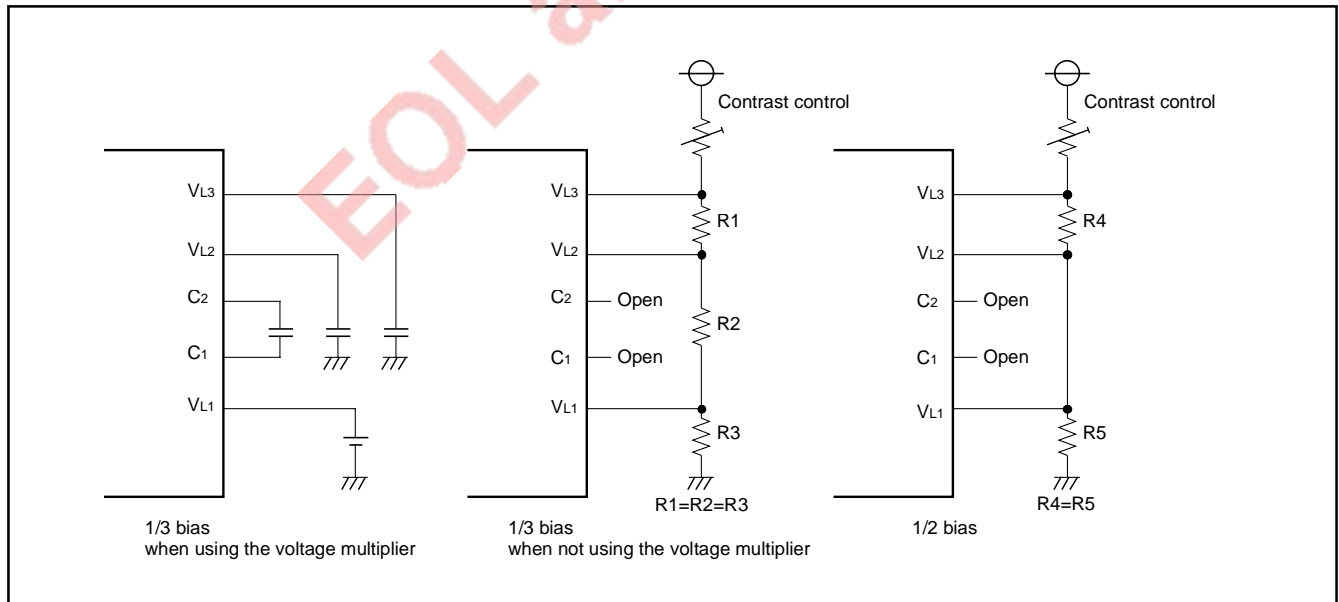 EOL a
VL3
VL2
C2
C1
VL1
1/3 bias
when using the voltage multiplier
Contrast control
VL3
R1
VL2
C2
Open
R2
C1
Open
VL1
R3
R1=R2=R3
1/3 bias
when not using the voltage multiplier
Contrast control
VL3
R4
VL2
C2
Open
C1
Open
VL1
R5
R4=R5
1/2 bias